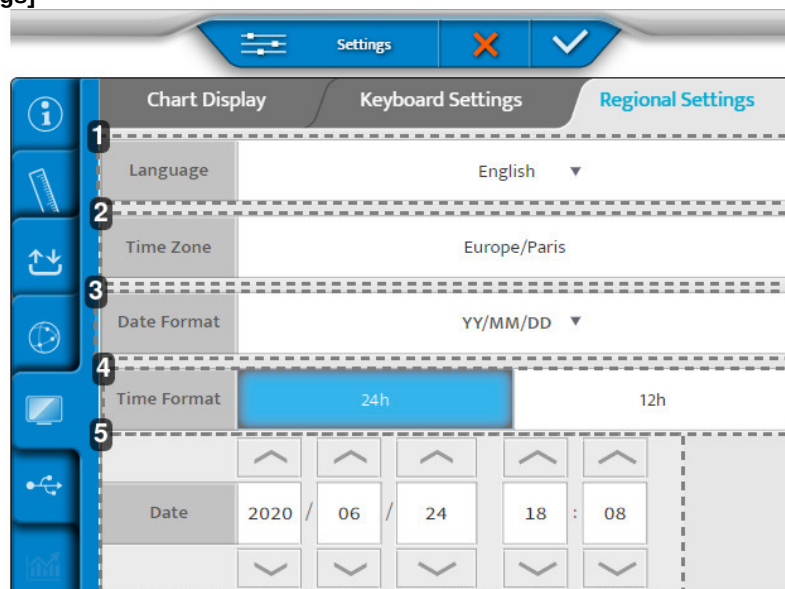 gs]
Settings
Chart Display Keyboard Settings Regional Settings
1
Language English
2
Time Zone Europe/Paris
3
Date Format YY/MM/DD
4
Time Format 24h 12h
5
Date 2020 / 06 / 24 18 : 08